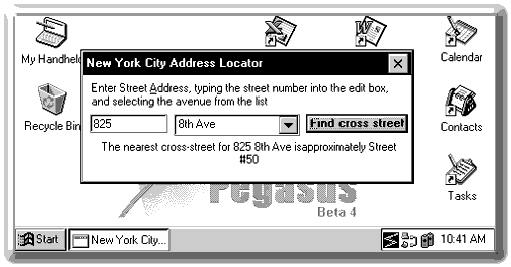 My Handheld
Calendar
New York City Address Locator
Enter Street Address, typing the street number into the edit box,
and selecting the avenue from the list
825
8th Ave
Find cross street
The nearest cross-street for 825 8th Ave isapproximately Street
#50
Recycle Bin
Contacts
Tasks
Pegasus
Beta 4
Start
New York City...
10:41 AM